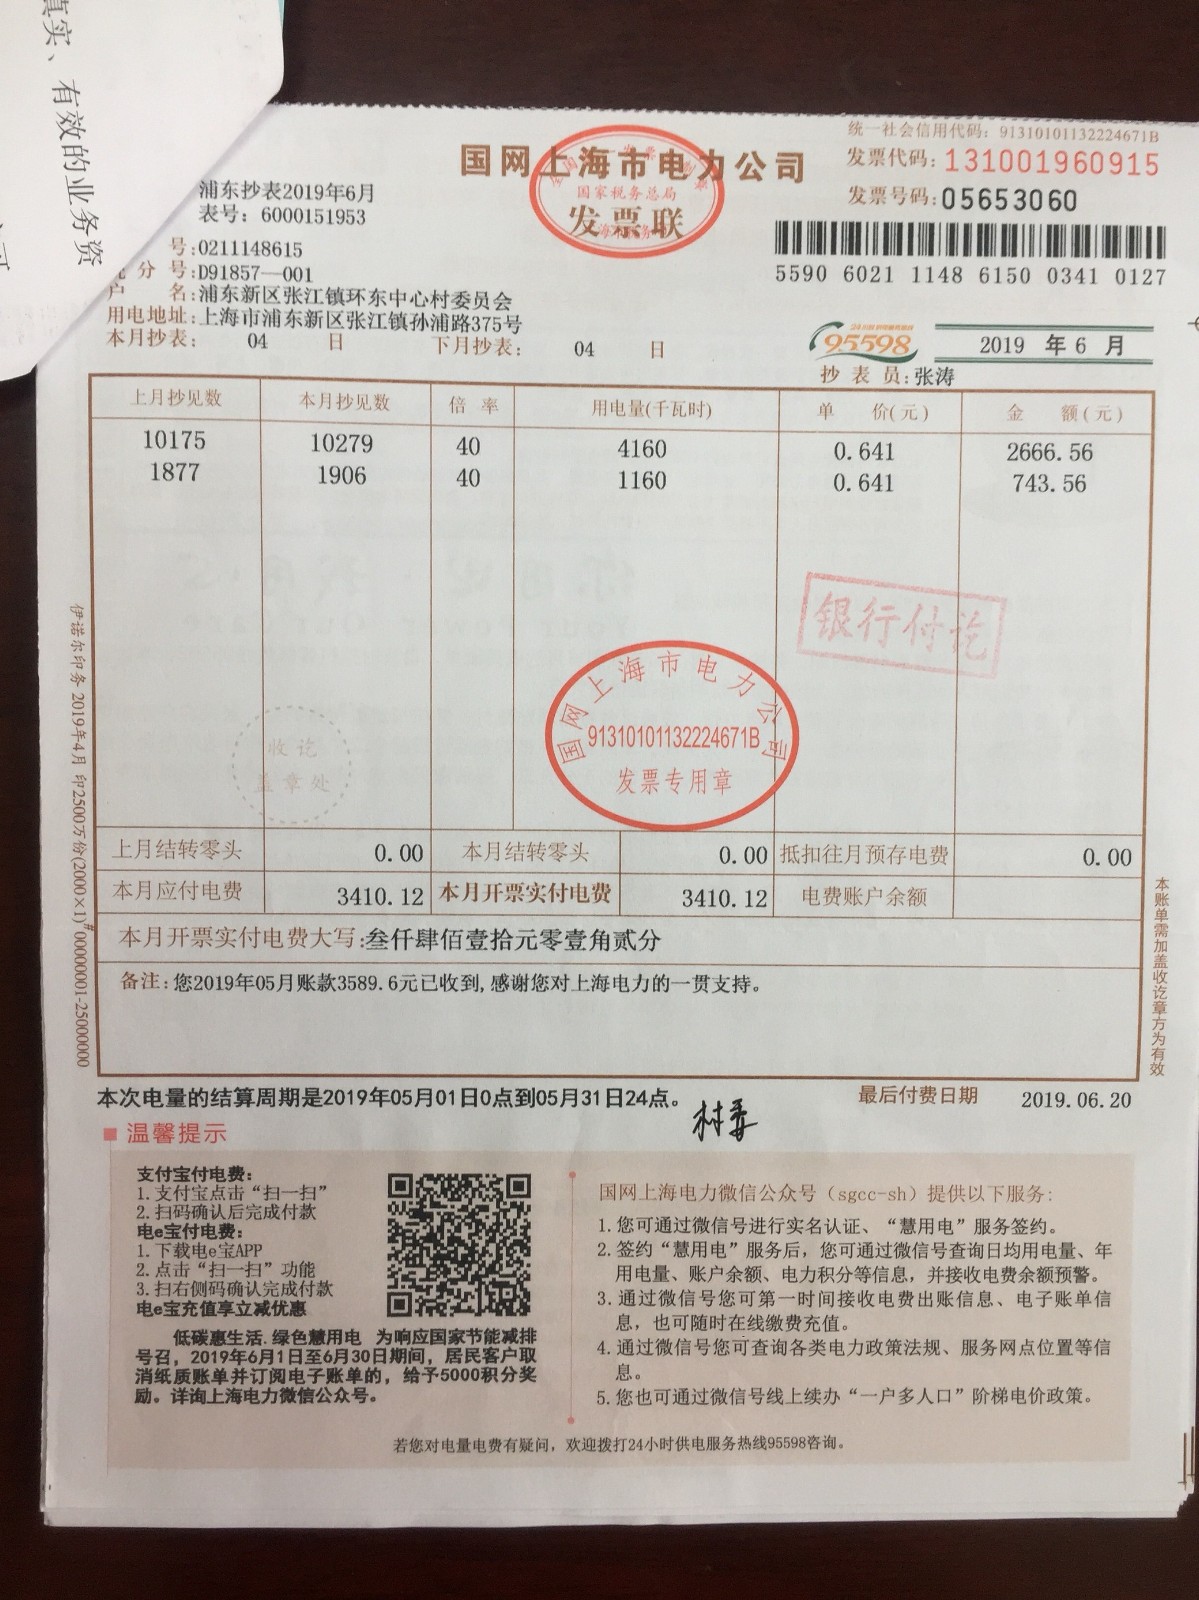 真实、有效的业务资
国网上海市电力公司
国家税务总局
发票联
统一社会信用代码：91310101132224671B
发票代码：131001960915
发票号码：05653060
5590 6021 1148 6150 0341 0127
浦东抄表2019年6月
表号：6000151953
号：0211148615
分 号：D91857—001
户 名：浦东新区张江镇环东中心村委员会
用电地址：上海市浦东新区张江镇孙浦路375号
本月抄表： 04 日 下月抄表： 04 日
95598
2019 年 6 月
抄 表 员：张涛
上月抄见数 本月抄见数 倍 率 用电量(千瓦时) 单 价(元) 金 额(元)
10175 10279 40 4160 0.641 2666.56
1877 1906 40 1160 0.641 743.56
银行付讫
国网上海市电力公司
91310101132224671B
发票专用章
收讫
盖章处
上月结转零头 0.00 本月结转零头 0.00 抵扣往月预存电费 0.00
本月应付电费 3410.12 本月开票实付电费 3410.12 电费账户余额
本月开票实付电费大写：叁仟肆佰壹拾元零壹角贰分
备注：您2019年05月账款3589.6元已收到,感谢您对上海电力的一贯支持。
伊诺尔印务 2019年4月 印2500万份(2000×1)# 00000001-25000000
本账单需加盖收讫章方为有效
本次电量的结算周期是2019年05月01日0点到05月31日24点。
最后付费日期 2019.06.20
村委
温馨提示
支付宝付电费：
1. 支付宝点击“扫一扫”
2. 扫码确认后完成付款
电e宝付电费：
1. 下载电e宝APP
2. 点击“扫一扫”功能
3. 扫右侧码确认完成付款
电e宝充值享立减优惠
低碳惠生活，绿色慧用电 为响应国家节能减排
号召，2019年6月1日至6月30日期间，居民客户取
消纸质账单并订阅电子账单的，给予5000积分奖
励。详询上海电力微信公众号。
国网上海电力微信公众号（sgcc-sh）提供以下服务：
1. 您可通过微信号进行实名认证、“慧用电”服务签约。
2. 签约“慧用电”服务后，您可通过微信号查询日均用电量、年
用电量、账户余额、电力积分等信息，并接收电费余额预警。
3. 通过微信号您可第一时间接收电费出账信息、电子账单信
息，也可随时在线缴费充值。
4. 通过微信号您可查询各类电力政策法规、服务网点位置等信
息。
5. 您也可通过微信号线上续办“一户多人口”阶梯电价政策。
若您对电量电费有疑问，欢迎拨打24小时供电服务热线95598咨询。